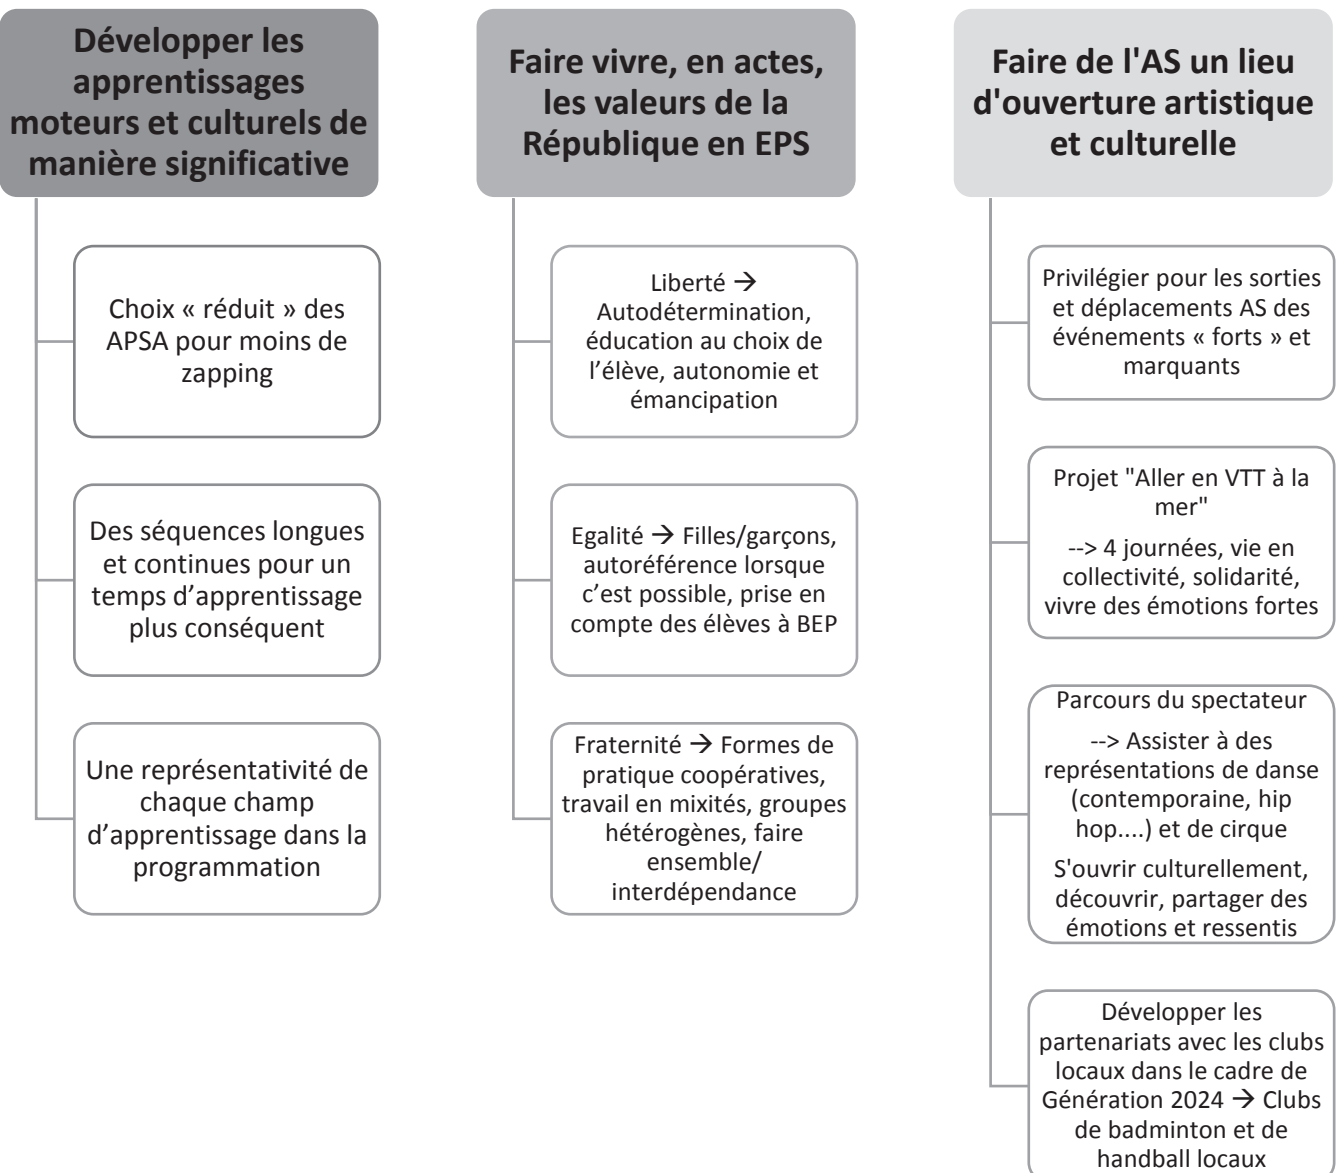 Développer les
apprentissages
moteurs et culturels de
manière significative
Choix « réduit » des
APSA pour moins de
zapping
Des séquences longues
et continues pour un
temps d’apprentissage
plus conséquent
Une représentativité de
chaque champ
d’apprentissage dans la
programmation
Faire vivre, en actes,
les valeurs de la
République en EPS
Liberté →
Autodétermination,
éducation au choix de
l’élève, autonomie et
émancipation
Egalité → Filles/garçons,
autoréférence lorsque
c’est possible, prise en
compte des élèves à BEP
Fraternité → Formes de
pratique coopératives,
travail en mixités, groupes
hétérogènes, faire
ensemble/
interdépendance
Faire de l'AS un lieu
d'ouverture artistique
et culturelle
Privilégier pour les sorties
et déplacements AS des
événements « forts » et
marquants
Projet "Aller en VTT à la
mer"
--> 4 journées, vie en
collectivité, solidarité,
vivre des émotions fortes
Parcours du spectateur
--> Assister à des
représentations de danse
(contemporaine, hip
hop....) et de cirque
S'ouvrir culturellement,
découvrir, partager des
émotions et ressentis
Développer les
partenariats avec les clubs
locaux dans le cadre de
Génération 2024 → Clubs
de badminton et de
handball locaux